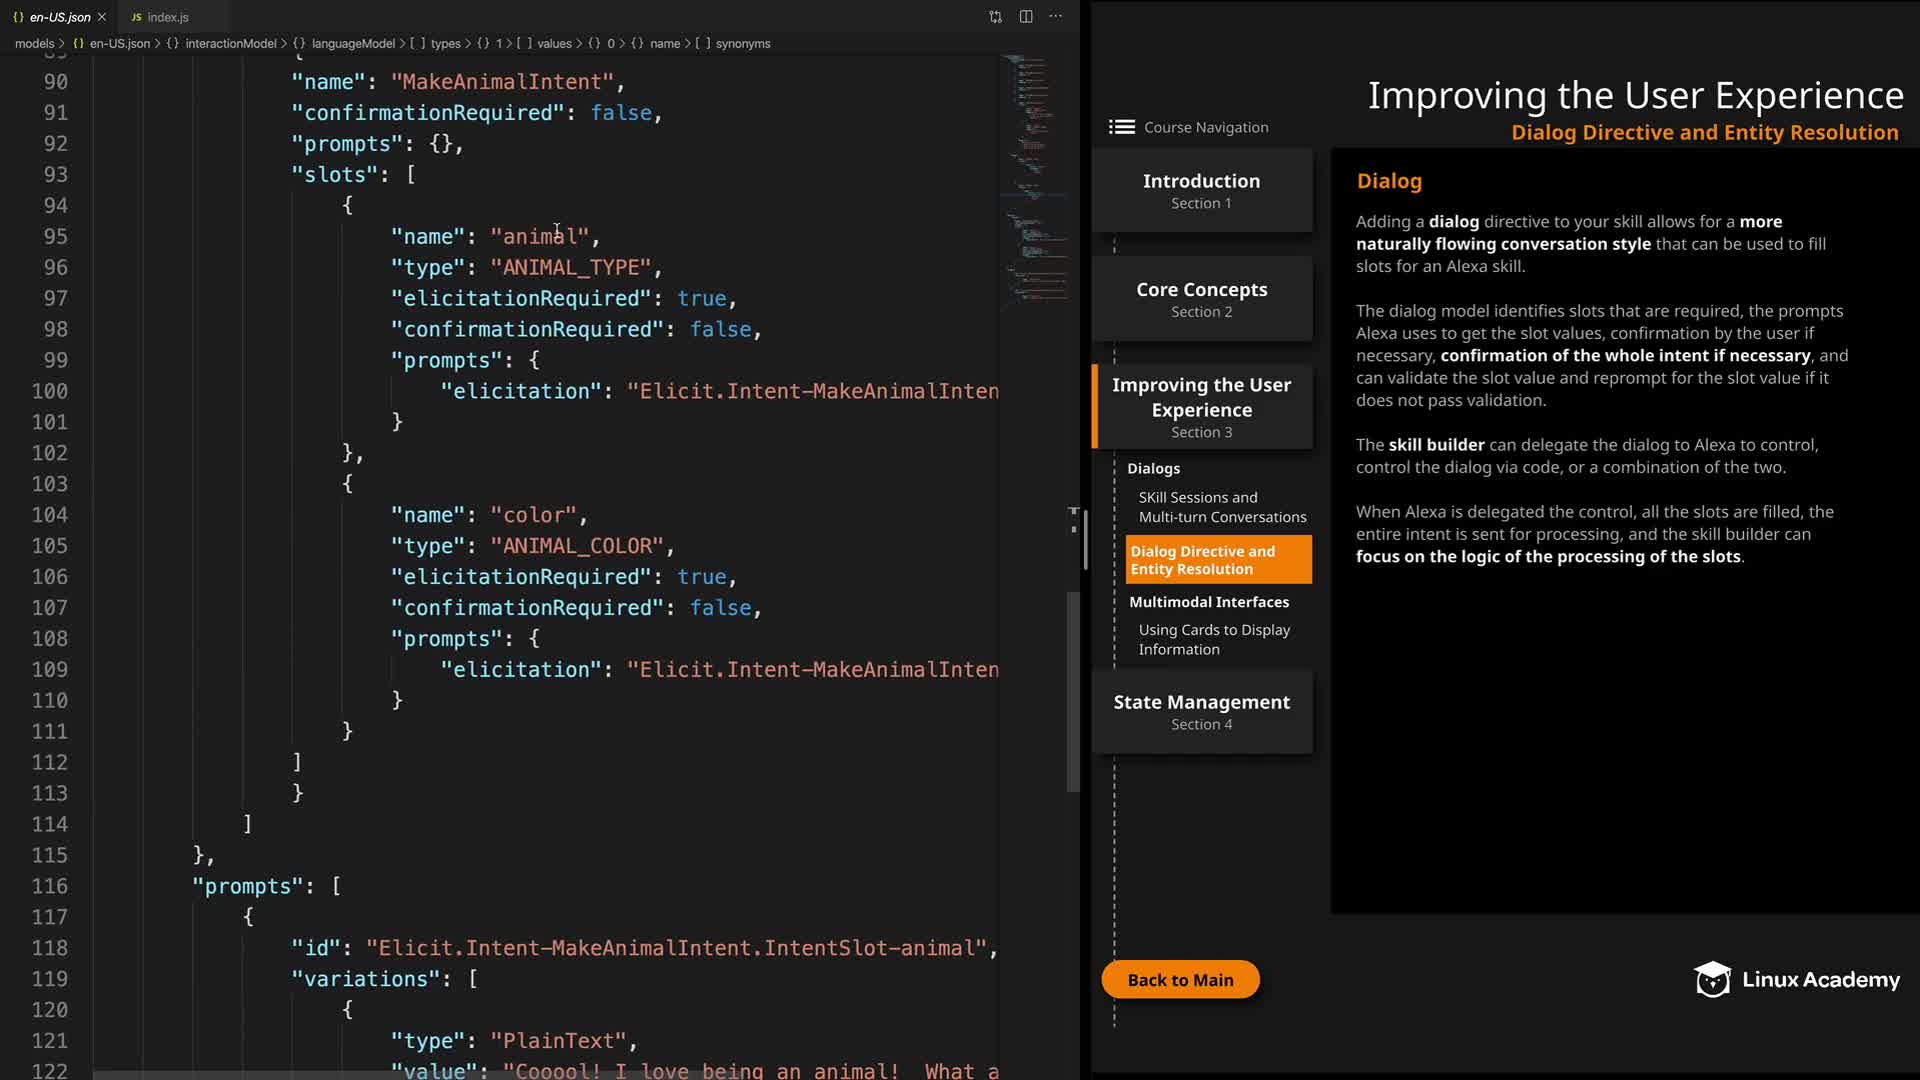 en-US.json
JS index.js
models > {} en-US.json > {} interactionModel > {} languageModel > [ ] types > {} 1 > [ ] values > {} 0 > {} name > [ ] synonyms
90 "name": "MakeAnimalIntent",
91 "confirmationRequired": false,
92 "prompts": {},
93 "slots": [
94 {
95 "name": "animal",
96 "type": "ANIMAL_TYPE",
97 "elicitationRequired": true,
98 "confirmationRequired": false,
99 "prompts": {
100 "elicitation": "Elicit.Intent-MakeAnimalInten
101 }
102 },
103 {
104 "name": "color",
105 "type": "ANIMAL_COLOR",
106 "elicitationRequired": true,
107 "confirmationRequired": false,
108 "prompts": {
109 "elicitation": "Elicit.Intent-MakeAnimalInten
110 }
111 }
112 ]
113 }
114 ]
115 },
116 "prompts": [
117 {
118 "id": "Elicit.Intent-MakeAnimalIntent.IntentSlot-animal",
119 "variations": [
120 {
121 "type": "PlainText",
122 "value": "Cooool! I love being an animal!  What a
Improving the User Experience
Dialog Directive and Entity Resolution
Course Navigation
Introduction
Section 1
Core Concepts
Section 2
Improving the User
Experience
Section 3
Dialogs
SKill Sessions and
Multi-turn Conversations
Dialog Directive and
Entity Resolution
Multimodal Interfaces
Using Cards to Display
Information
State Management
Section 4
Back to Main
Dialog
Adding a dialog directive to your skill allows for a more
naturally flowing conversation style that can be used to fill
slots for an Alexa skill.
The dialog model identifies slots that are required, the prompts
Alexa uses to get the slot values, confirmation by the user if
necessary, confirmation of the whole intent if necessary, and
can validate the slot value and reprompt for the slot value if it
does not pass validation.
The skill builder can delegate the dialog to Alexa to control,
control the dialog via code, or a combination of the two.
When Alexa is delegated the control, all the slots are filled, the
entire intent is sent for processing, and the skill builder can
focus on the logic of the processing of the slots.
Linux Academy